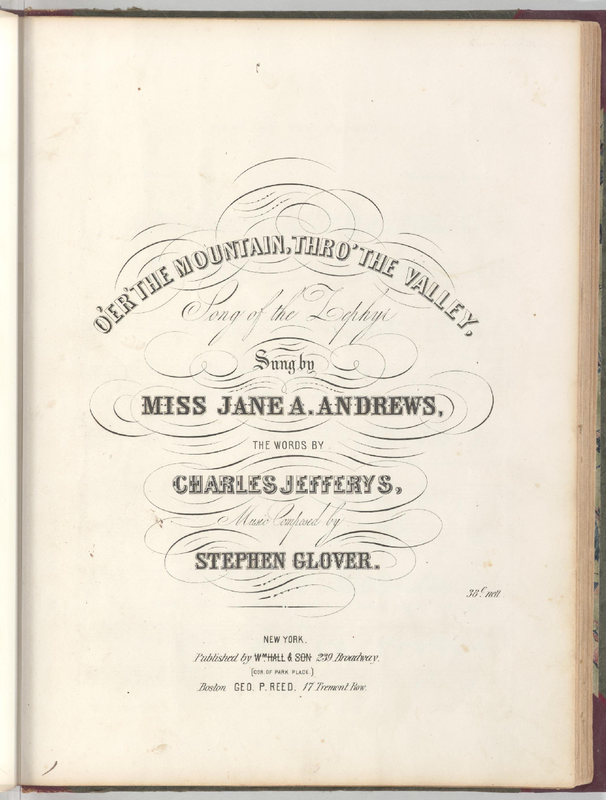 O'ER THE MOUNTAIN, THRO' THE VALLEY,
Song of the Zephyr
Sung by
MISS JANE A. ANDREWS,
THE WORDS BY
CHARLES JEFFERYS,
Music Composed by
STEPHEN GLOVER.
38 c. nett
NEW YORK.
Published by Wm. HALL & SON 239 Broadway.
(COR OF PARK PLACE.)
Boston GEO. P. REED, 17 Tremont Row.